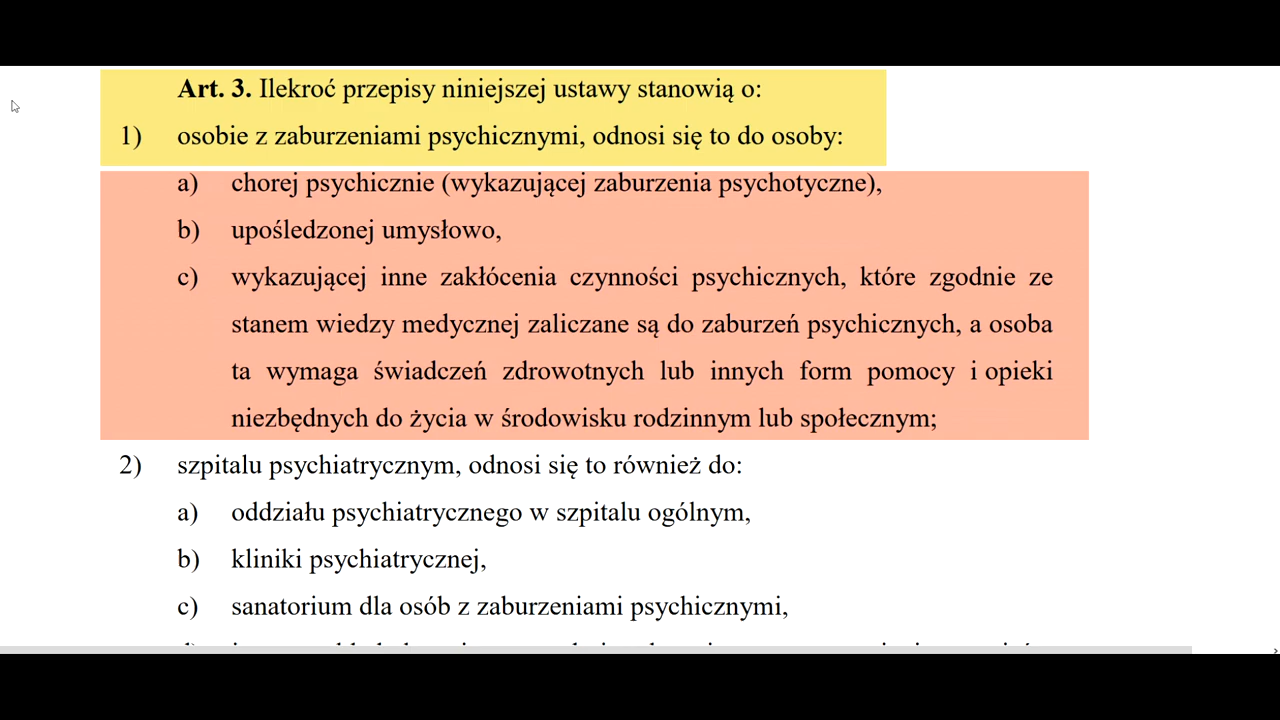 Art. 3. Ilekroć przepisy niniejszej ustawy stanowią o:
1) osobie z zaburzeniami psychicznymi, odnosi się to do osoby:
a) chorej psychicznie (wykazującej zaburzenia psychotyczne),
b) upośledzonej umysłowo,
c) wykazującej inne zakłócenia czynności psychicznych, które zgodnie ze
stanem wiedzy medycznej zaliczane są do zaburzeń psychicznych, a osoba
ta wymaga świadczeń zdrowotnych lub innych form pomocy i opieki
niezbędnych do życia w środowisku rodzinnym lub społecznym;
2) szpitalu psychiatrycznym, odnosi się to również do:
a) oddziału psychiatrycznego w szpitalu ogólnym,
b) kliniki psychiatrycznej,
c) sanatorium dla osób z zaburzeniami psychicznymi,